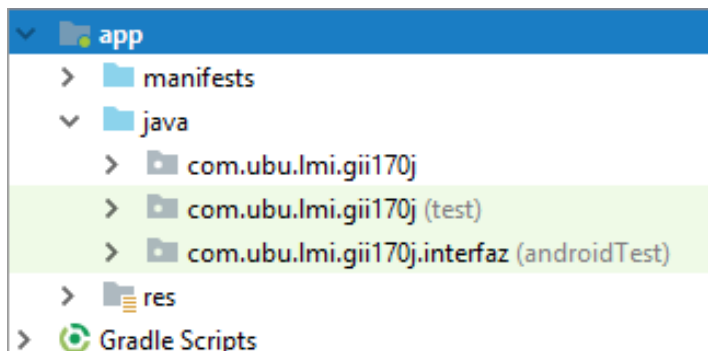 app
manifests
java
com.ubu.lmi.gii170j
com.ubu.lmi.gii170j (test)
com.ubu.lmi.gii170j.interfaz (androidTest)
res
Gradle Scripts